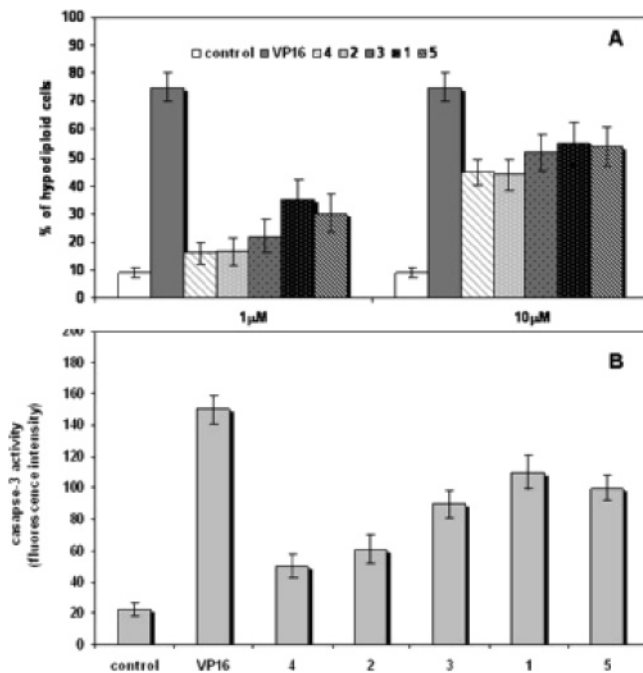 100
A
control VP16 4 2 3 1 5
90
80
70
60
50
40
30
20
10
0
% of hypodiploid cells
1µM 10µM
200
B
180
160
140
120
100
80
60
40
20
0
casapse-3 activity
(fluorescence intensity)
control VP16 4 2 3 1 5